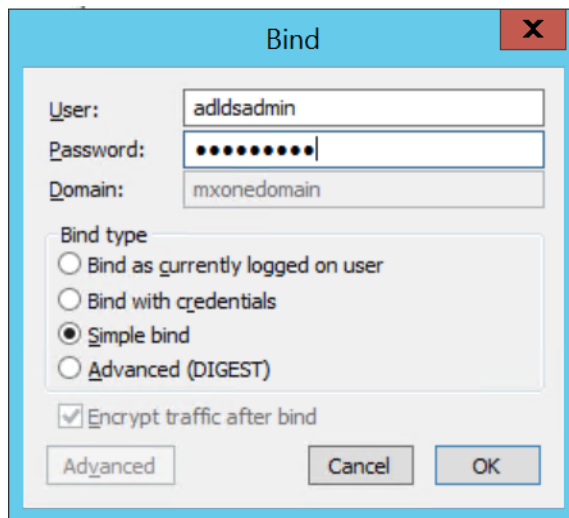 Bind
X
User: adldsadmin
Password: •••••••••
Domain: mxonedomain
Bind type
Bind as currently logged on user
Bind with credentials
Simple bind
Advanced (DIGEST)
Encrypt traffic after bind
Advanced Cancel OK